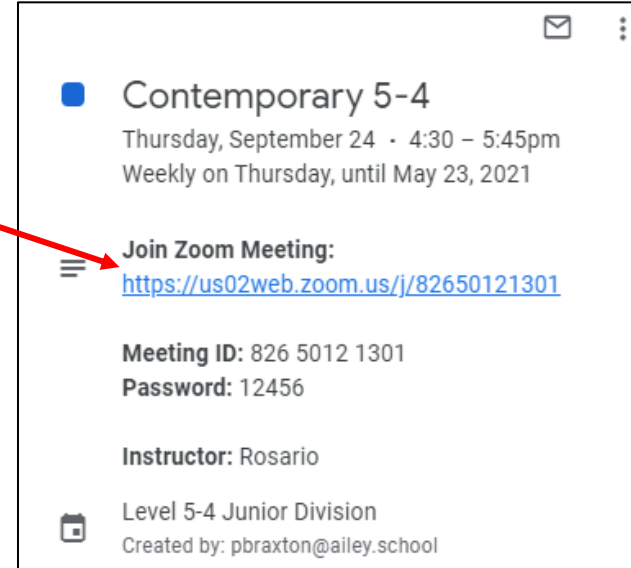 Contemporary 5-4
Thursday, September 24 · 4:30 – 5:45pm
Weekly on Thursday, until May 23, 2021
Join Zoom Meeting:
https://us02web.zoom.us/j/82650121301
Meeting ID: 826 5012 1301
Password: 12456
Instructor: Rosario
Level 5-4 Junior Division
Created by: pbraxton@ailey.school